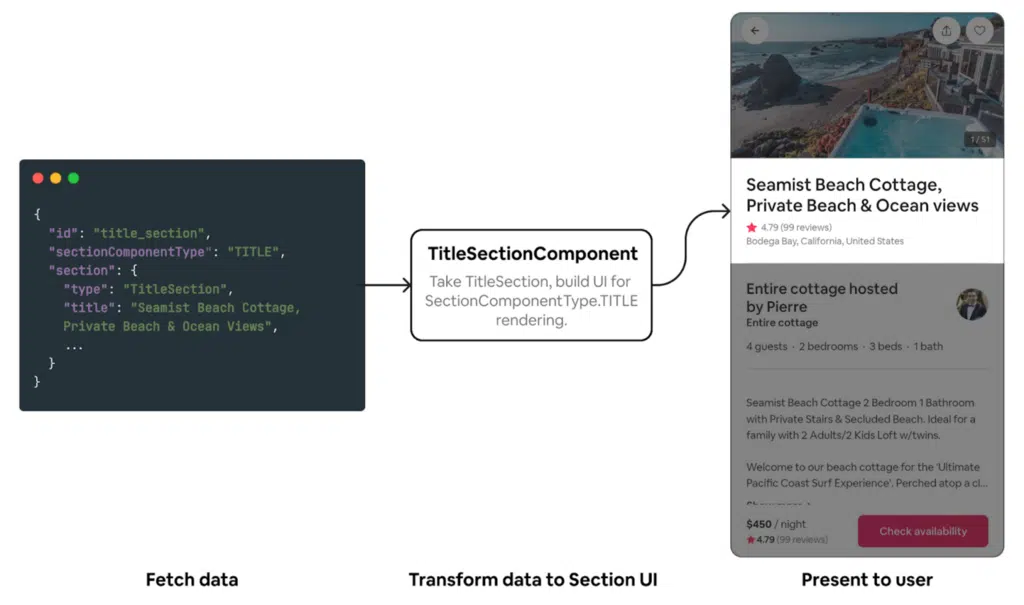 {
"id": "title_section",
"sectionComponentType": "TITLE",
"section": {
"type": "TitleSection",
"title": "Seamist Beach Cottage,
Private Beach & Ocean Views",
...
}
}
Fetch data
TitleSectionComponent
Take TitleSection, build UI for
SectionComponentType.TITLE
rendering.
Transform data to Section UI
1 / 51
Seamist Beach Cottage,
Private Beach & Ocean views
4.79 (99 reviews)
Bodega Bay, California, United States
Entire cottage hosted
by Pierre
Entire cottage
4 guests · 2 bedrooms · 3 beds · 1 bath
Seamist Beach Cottage 2 Bedroom 1 Bathroom
with Private Stairs & Secluded Beach. Ideal for a
family with 2 Adults/2 Kids Loft w/twins.
Welcome to our beach cottage for the 'Ultimate
Pacific Coast Surf Experience'. Perched atop a cl...
$450 / night
4.79 (99 reviews)
Check availability
Present to user